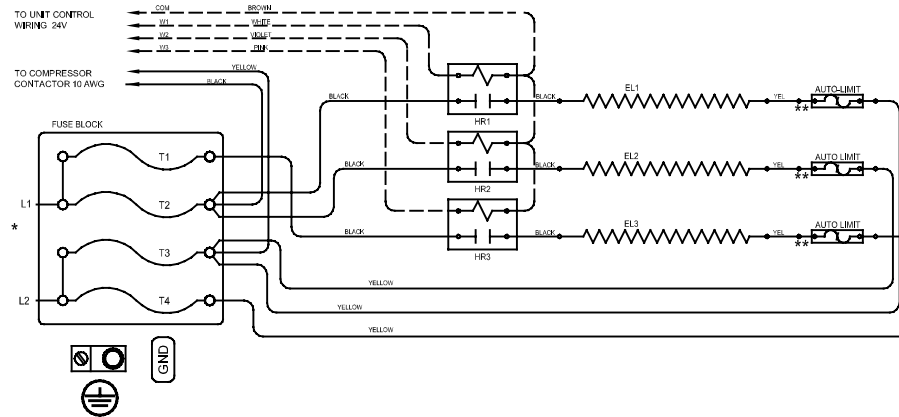 TO UNIT CONTROL
WIRING 24V
COM
BROWN
W1
WHITE
W2
VIOLET
W3
PINK
TO COMPRESSOR
CONTACTOR 10 AWG
YELLOW
BLACK
FUSE BLOCK
T1
T2
T3
T4
L1
*
L2
GND
BLACK
HR1
BLACK
EL1
YEL
**
AUTO-LIMIT
BLACK
HR2
BLACK
EL2
YEL
**
AUTO LIMIT
BLACK
HR3
BLACK
EL3
YEL
**
AUTO LIMIT
YELLOW
YELLOW
YELLOW